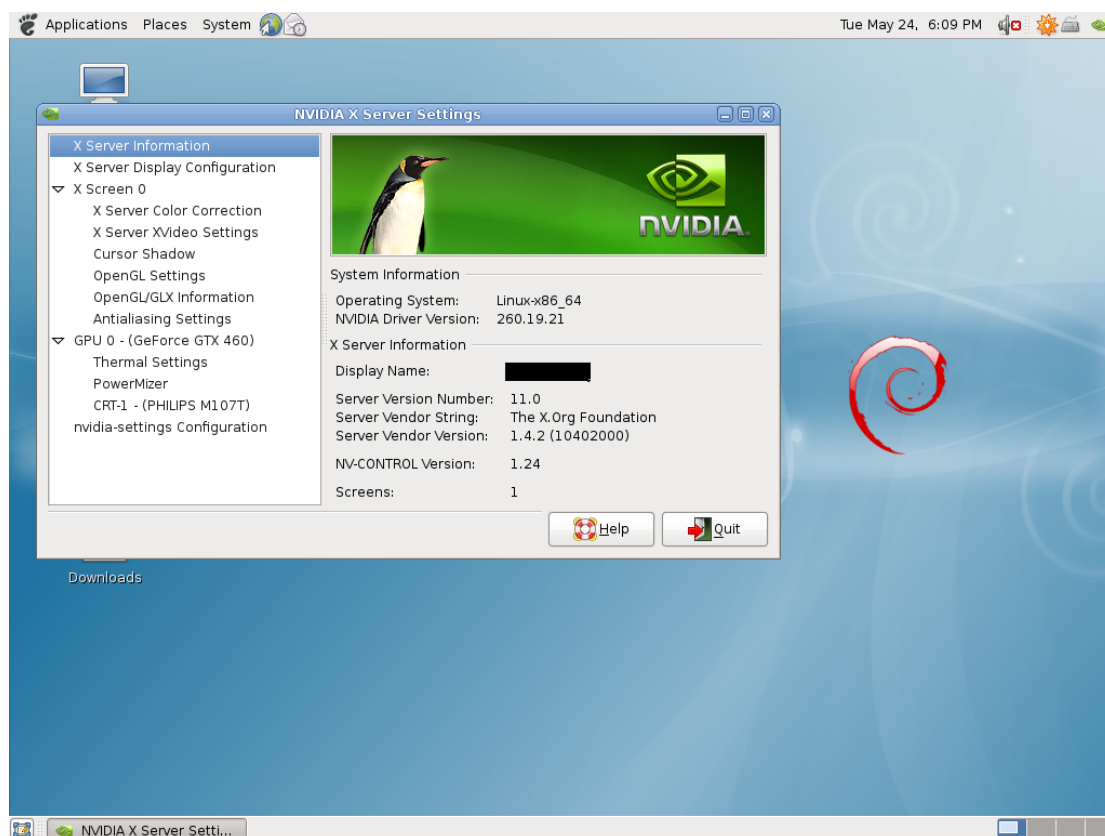 Applications Places System
Tue May 24, 6:09 PM
NVIDIA X Server Settings
X Server Information
X Server Display Configuration
X Screen 0
X Server Color Correction
X Server XVideo Settings
Cursor Shadow
OpenGL Settings
OpenGL/GLX Information
Antialiasing Settings
GPU 0 - (GeForce GTX 460)
Thermal Settings
PowerMizer
CRT-1 - (PHILIPS M107T)
nvidia-settings Configuration
NVIDIA.
System Information
Operating System: Linux-x86_64
NVIDIA Driver Version: 260.19.21
X Server Information
Display Name:
Server Version Number: 11.0
Server Vendor String: The X.Org Foundation
Server Vendor Version: 1.4.2 (10402000)
NV-CONTROL Version: 1.24
Screens: 1
Help
Quit
Downloads
NVIDIA X Server Setti...